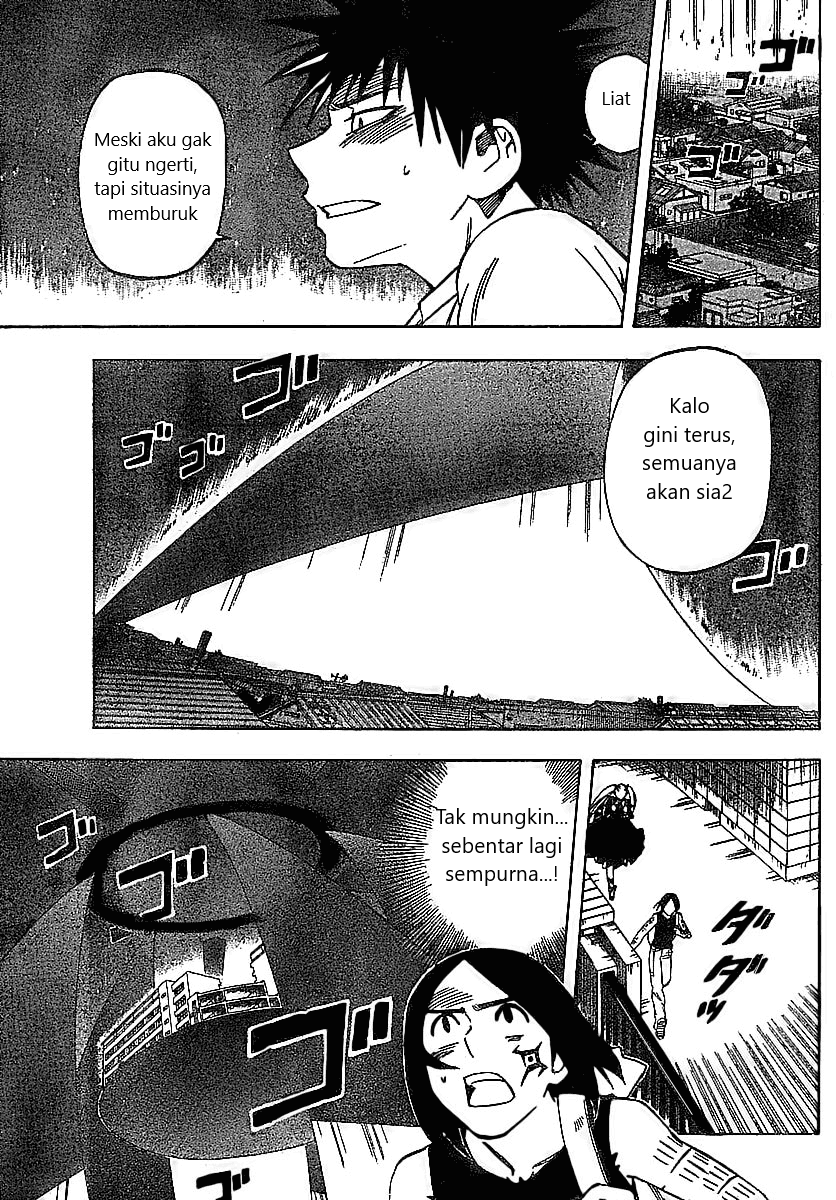 ゴゴ
ゴ
Liat
Meski aku gak
gitu ngerti,
tapi situasinya
memburuk
ゴ
ゴ
ゴ
Kalo
gini terus,
semuanya
akan sia2
ゴ
ダ
ダッ
Tak mungkin...
sebentar lagi
sempurna...!
ゴ
ゴ
ゴ
ゴ